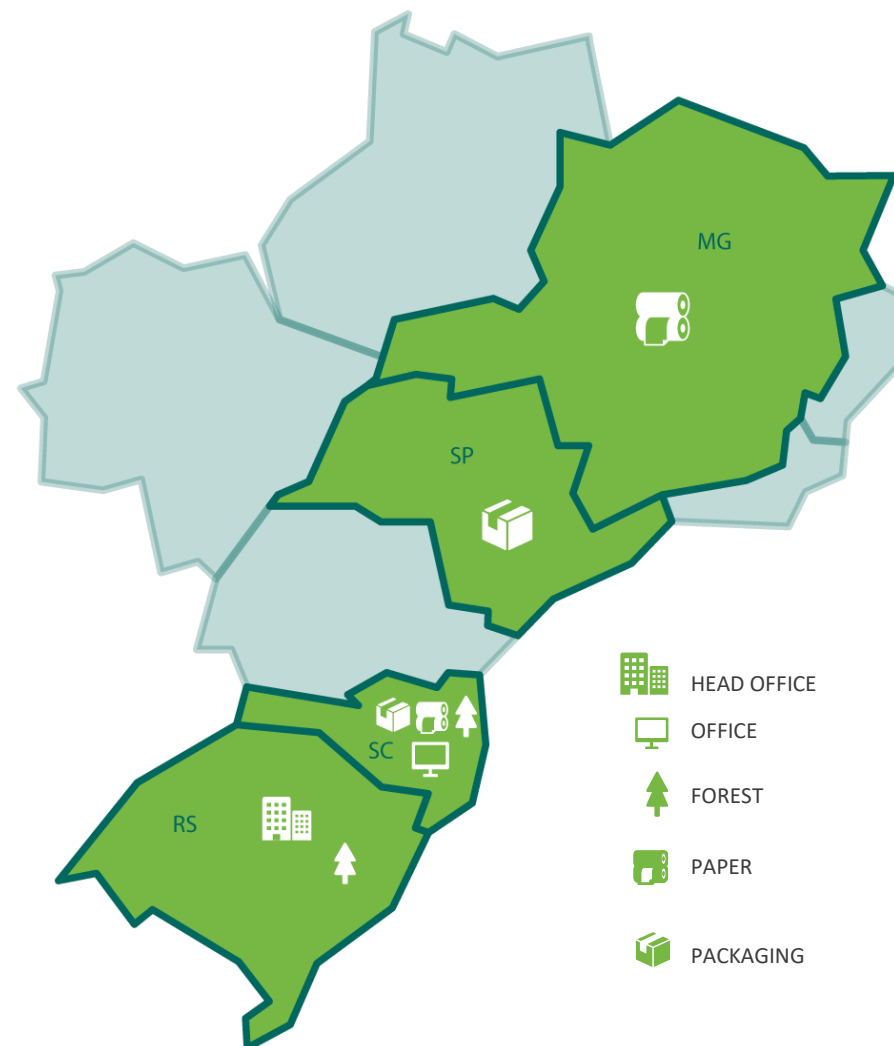 MG
SP
SC
RS
HEAD OFFICE
OFFICE
FOREST
PAPER
PACKAGING